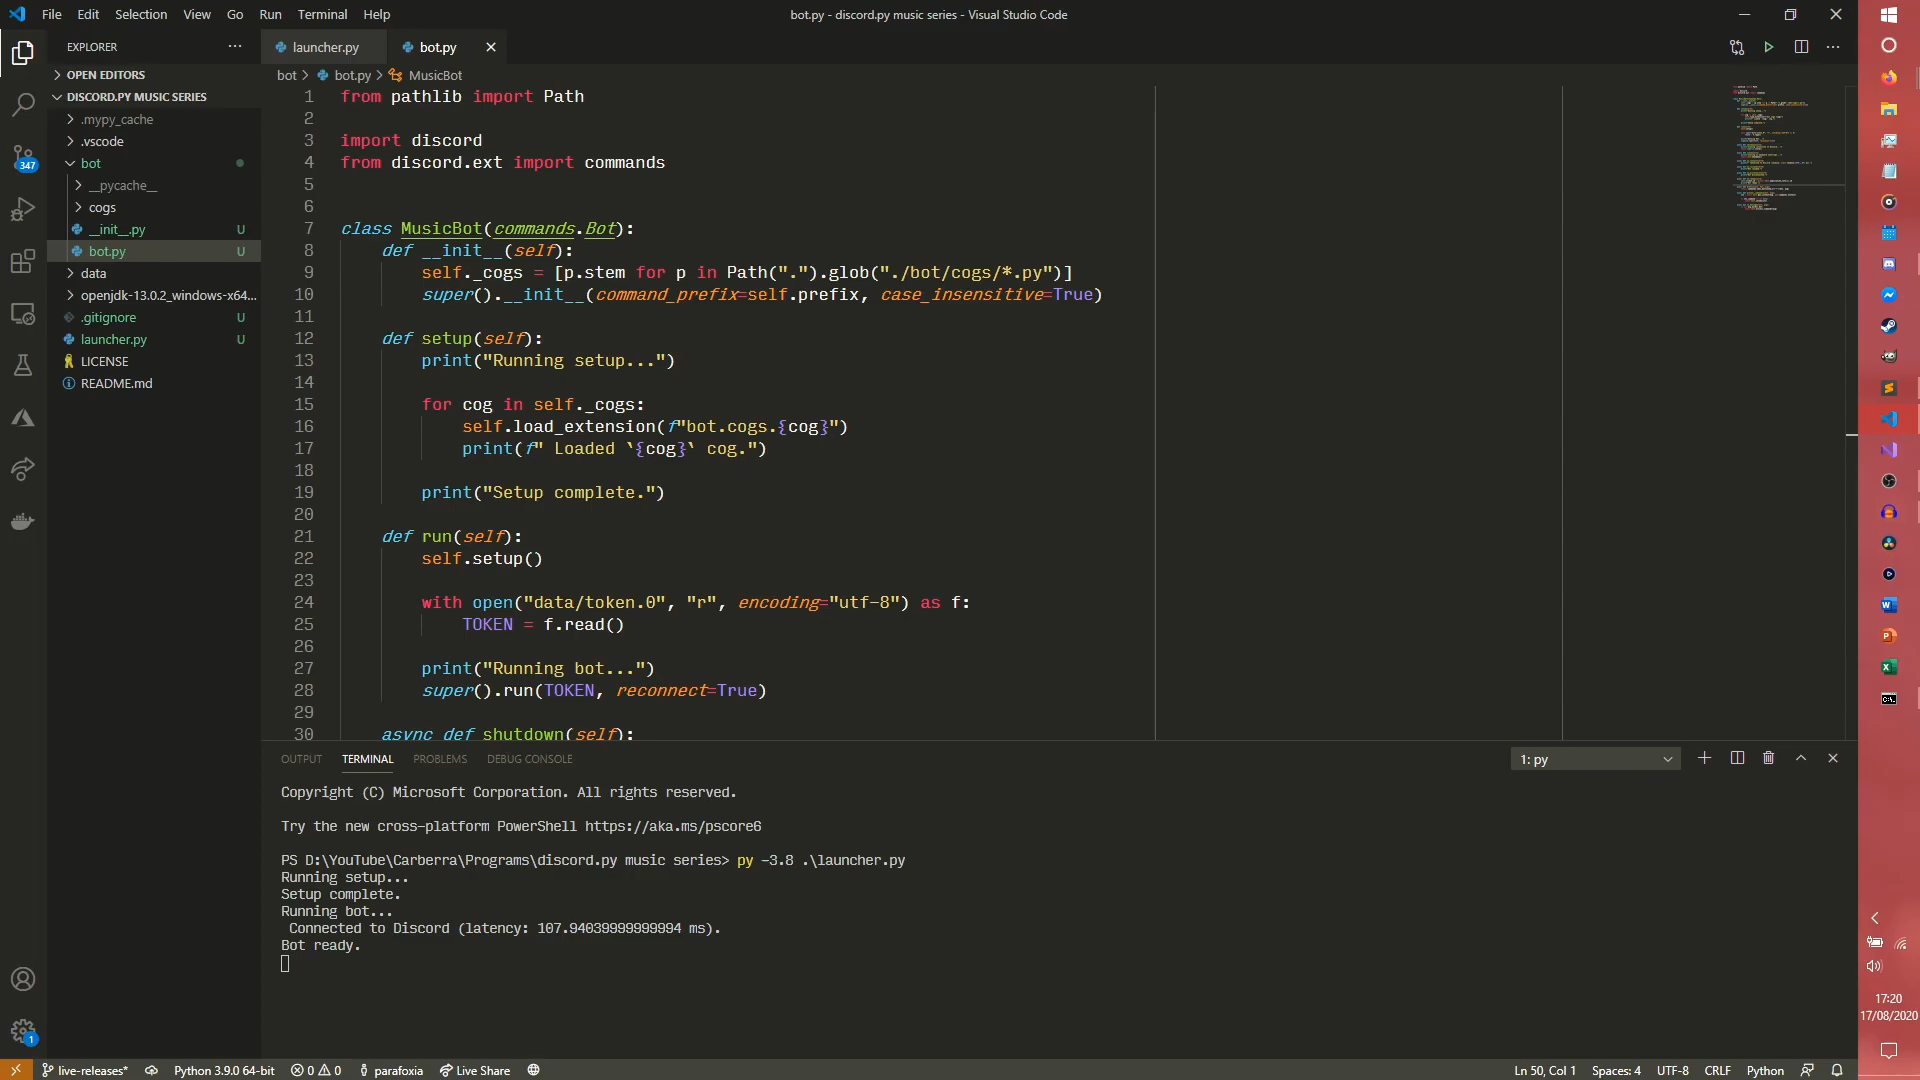 File Edit Selection View Go Run Terminal Help
bot.py - discord.py music series - Visual Studio Code
EXPLORER
OPEN EDITORS
DISCORD.PY MUSIC SERIES
.mypy_cache
.vscode
bot
__pycache__
cogs
__init__.py U
bot.py U
data
openjdk-13.0.2_windows-x64...
.gitignore U
launcher.py U
LICENSE
README.md
347
1
launcher.py bot.py
bot > bot.py > MusicBot
1 from pathlib import Path
2
3 import discord
4 from discord.ext import commands
5
6
7 class MusicBot(commands.Bot):
8 def __init__(self):
9 self._cogs = [p.stem for p in Path(".").glob("./bot/cogs/*.py")]
10 super().__init__(command_prefix=self.prefix, case_insensitive=True)
11
12 def setup(self):
13 print("Running setup...")
14
15 for cog in self._cogs:
16 self.load_extension(f"bot.cogs.{cog}")
17 print(f" Loaded `{cog}` cog.")
18
19 print("Setup complete.")
20
21 def run(self):
22 self.setup()
23
24 with open("data/token.0", "r", encoding="utf-8") as f:
25 TOKEN = f.read()
26
27 print("Running bot...")
28 super().run(TOKEN, reconnect=True)
29
30 async def shutdown(self):
OUTPUT TERMINAL PROBLEMS DEBUG CONSOLE
1: py
Copyright (C) Microsoft Corporation. All rights reserved.
Try the new cross-platform PowerShell https://aka.ms/pscore6
PS D:\YouTube\Carberra\Programs\discord.py music series> py -3.8 .\launcher.py
Running setup...
Setup complete.
Running bot...
Connected to Discord (latency: 107.94039999999994 ms).
Bot ready.
live-releases* Python 3.9.0 64-bit 0 0 parafoxia Live Share
Ln 50, Col 1 Spaces: 4 UTF-8 CRLF Python
17:20
17/08/2020